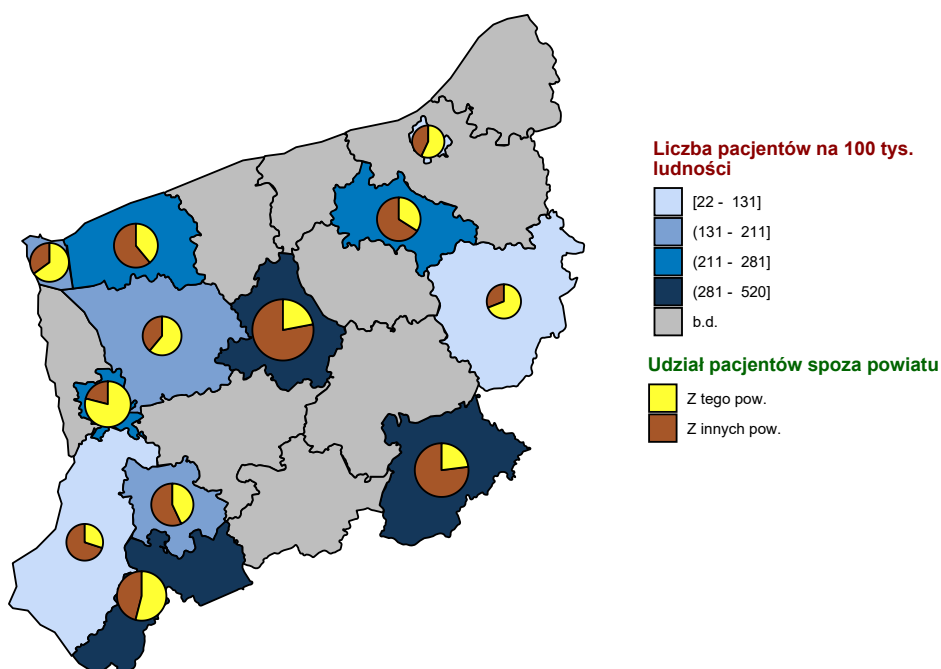 Liczba pacjentów na 100 tys.
ludności
[22 - 131]
(131 - 211]
(211 - 281]
(281 - 520]
b.d.
Udział pacjentów spoza powiatu
Z tego pow.
Z innych pow.